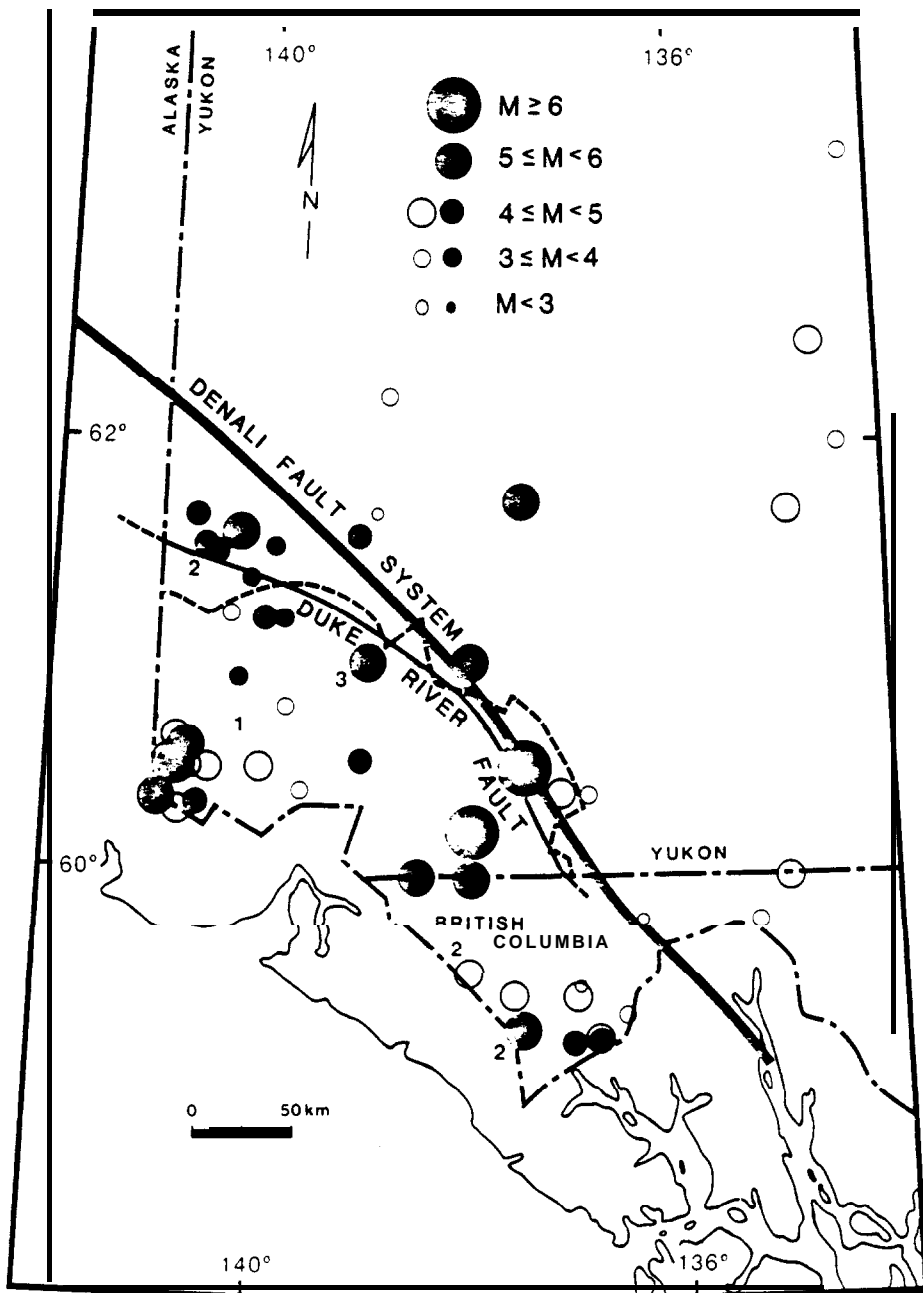 140°
136°
ALASKA
YUKON
M ≥ 6
5 ≤ M < 6
N
4 ≤ M < 5
3 ≤ M < 4
M < 3
DENALI FAULT SYSTEM
62°
2
DUKE RIVER FAULT
3
1
60°
YUKON
BRITISH
COLUMBIA
2
2
0 50 km
140°
136°